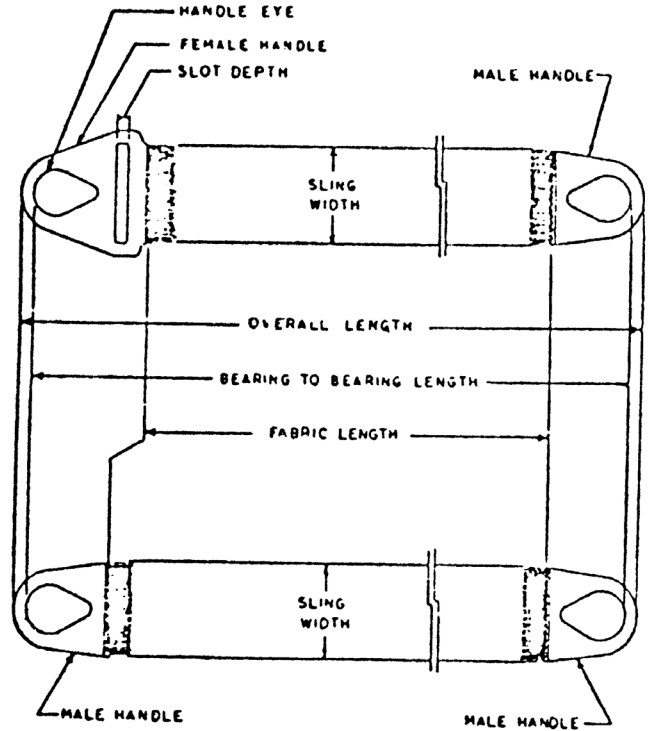 HANDLE EYE
FEMALE HANDLE
SLOT DEPTH
MALE HANDLE
SLING
WIDTH
OVERALL LENGTH
BEARING TO BEARING LENGTH
FABRIC LENGTH
SLING
WIDTH
MALE HANDLE
MALE HANDLE